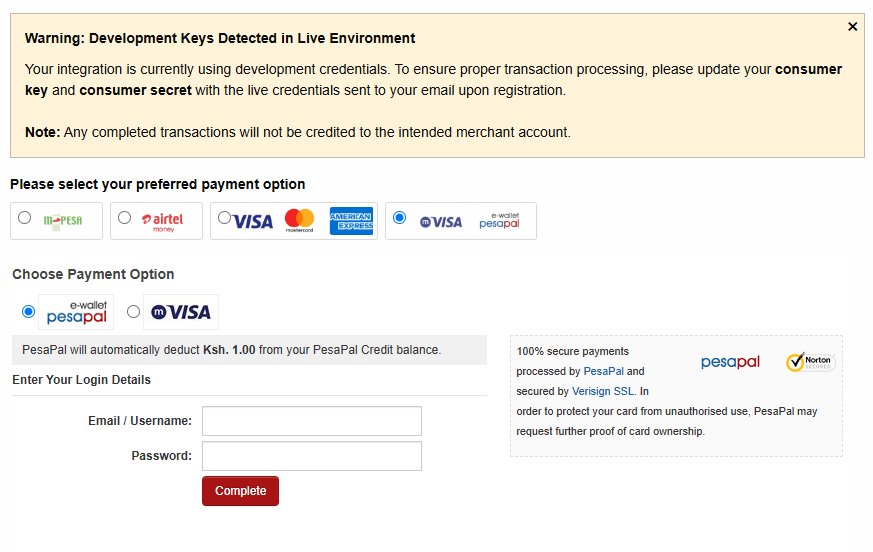 Warning: Development Keys Detected in Live Environment
Your integration is currently using development credentials. To ensure proper transaction processing, please update your consumer
key and consumer secret with the live credentials sent to your email upon registration.
Note: Any completed transactions will not be credited to the intended merchant account.
Please select your preferred payment option
m-PESA
airtel
money
VISA
mastercard
AMERICAN
EXPRESS
m VISA
e-wallet
pesapal
Choose Payment Option
e-wallet
pesapal
m VISA
PesaPal will automatically deduct Ksh. 1.00 from your PesaPal Credit balance.
Enter Your Login Details
Email / Username:
Password:
Complete
100% secure payments
processed by PesaPal and
secured by Verisign SSL. In
order to protect your card from unauthorised use, PesaPal may
request further proof of card ownership.
pesapal
Norton
SECURED